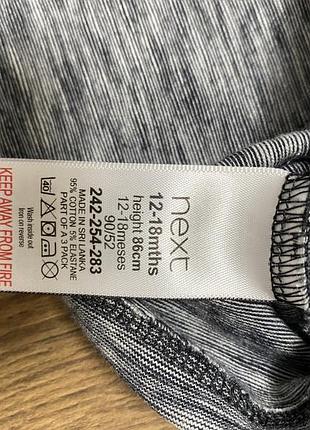 next
12-18mths
height 86cm
12-18meses
90/52
242-254-283
MADE IN SRI LANKA
95% COTTON 5% ELASTANE
PART OF A 3 PACK
40
Wash inside out
Iron on reverse
KEEP AWAY FROM FIRE